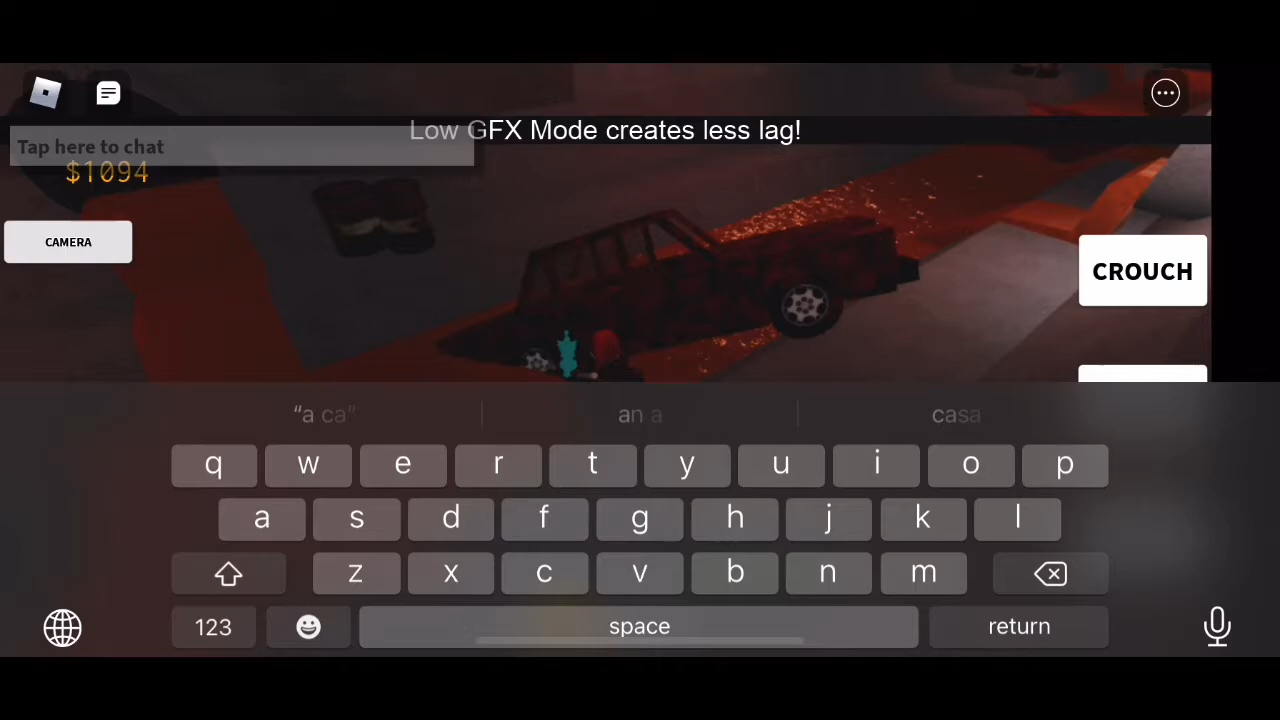 Low GFX Mode creates less lag!
Tap here to chat
$1094
CAMERA
CROUCH
“a ca” an a casa
q w e r t y u i o p
a s d f g h j k l
z x c v b n m
123 space return